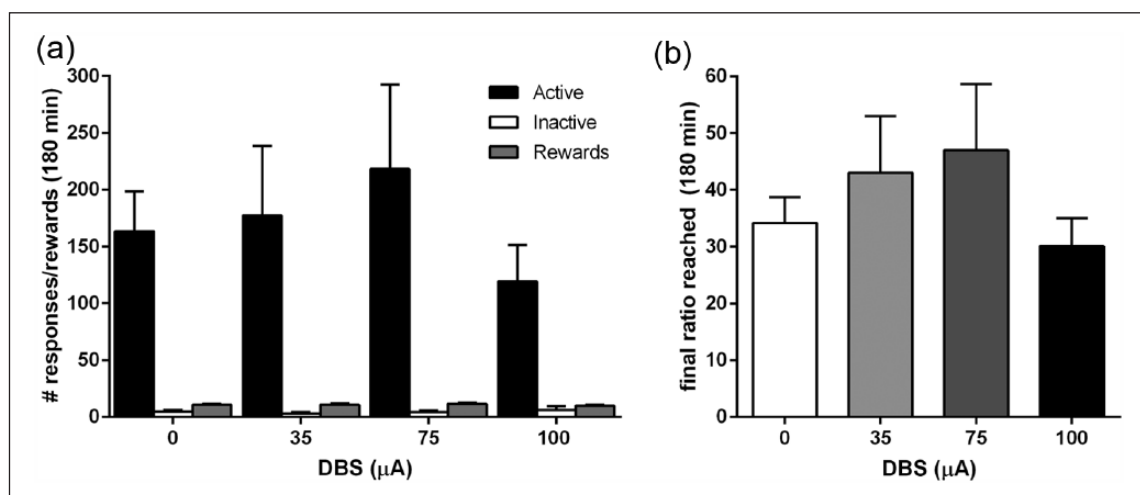 (a)
300
250
200
150
100
50
0
# responses/rewards (180 min)
Active
Inactive
Rewards
0 35 75 100
DBS (μA)
(b)
60
50
40
30
20
10
0
final ratio reached (180 min)
0 35 75 100
DBS (μA)